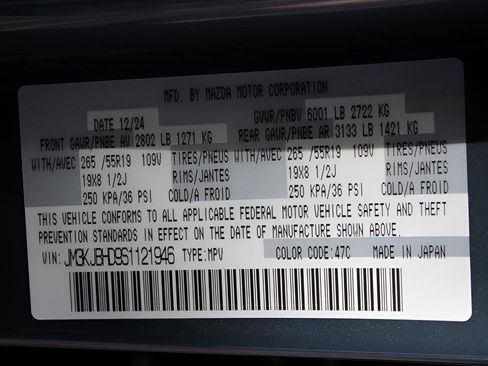 MFD. BY MAZDA MOTOR CORPORATION
DATE 12/24 GVWR/PNBV 6001 LB 2722 KG
FRONT GAWR/PNBE AV 2802 LB 1271 KG REAR GAWR/PNBE AR 3133 LB 1421 KG
WITH/AVEC 265 /55R19 109V TIRES/PNEUS WITH/AVEC 265 /55R19 109V TIRES/PNEUS
19X8 1/2J RIMS/JANTES 19X8 1/2J RIMS/JANTES
250 KPA/36 PSI COLD/A FROID 250 KPA/36 PSI COLD/A FROID
THIS VEHICLE CONFORMS TO ALL APPLICABLE FEDERAL MOTOR VEHICLE SAFETY AND THEFT
PREVENTION STANDARDS IN EFFECT ON THE DATE OF MANUFACTURE SHOWN ABOVE.
VIN: JM3KJBHD9S1121946 TYPE:MPV COLOR CODE:47C MADE IN JAPAN